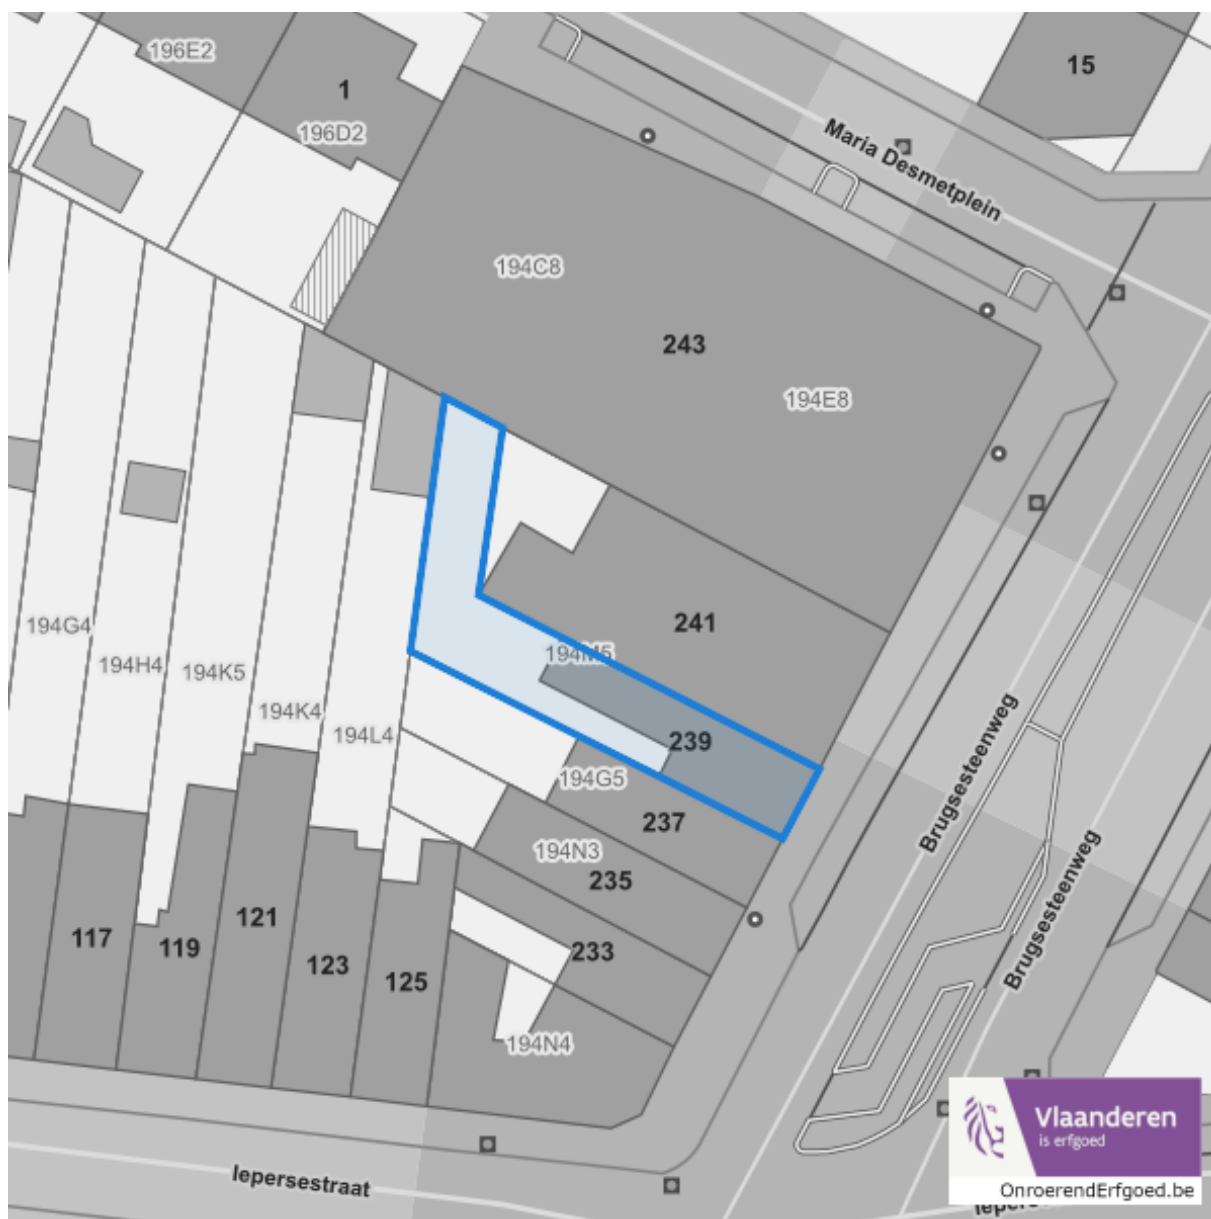 196E2
1
196D2
15
Maria Desmetplein
194C8
243
194E8
241
194M5
194G4
194H4
194K5
194K4
194L4
239
194G5
237
194N3
235
Brugsesteenweg
Brugsesteenweg
117
119
121
123
125
233
194N4
Iepersestraat
Vlaanderen
is erfgoed
OnroerendErfgoed.be